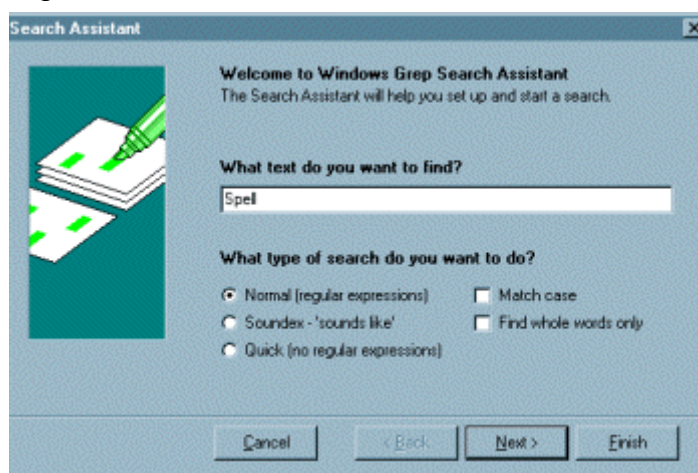 Search Assistant
Welcome to Windows Grep Search Assistant
The Search Assistant will help you set up and start a search.
What text do you want to find?
Spell
What type of search do you want to do?
Normal (regular expressions)
Match case
Soundex - 'sounds like'
Find whole words only
Quick (no regular expressions)
Cancel
< Back
Next >
Finish